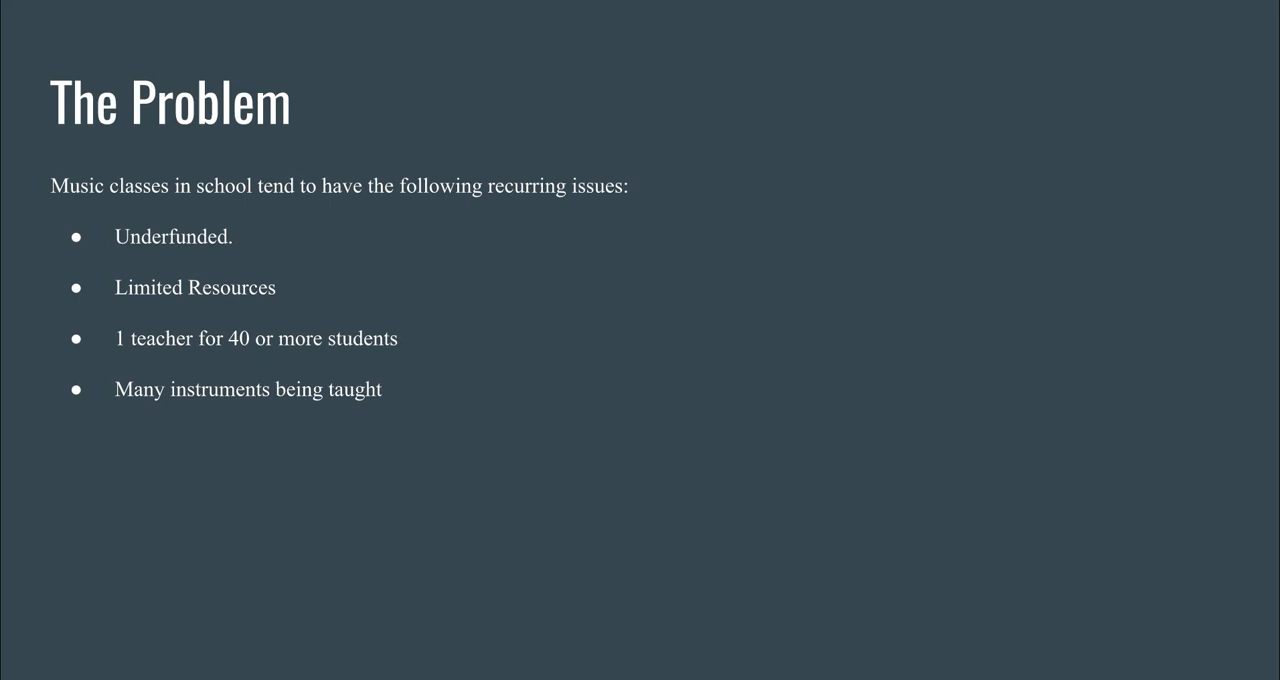 The Problem
Music classes in school tend to have the following recurring issues:
● Underfunded.
● Limited Resources
● 1 teacher for 40 or more students
● Many instruments being taught